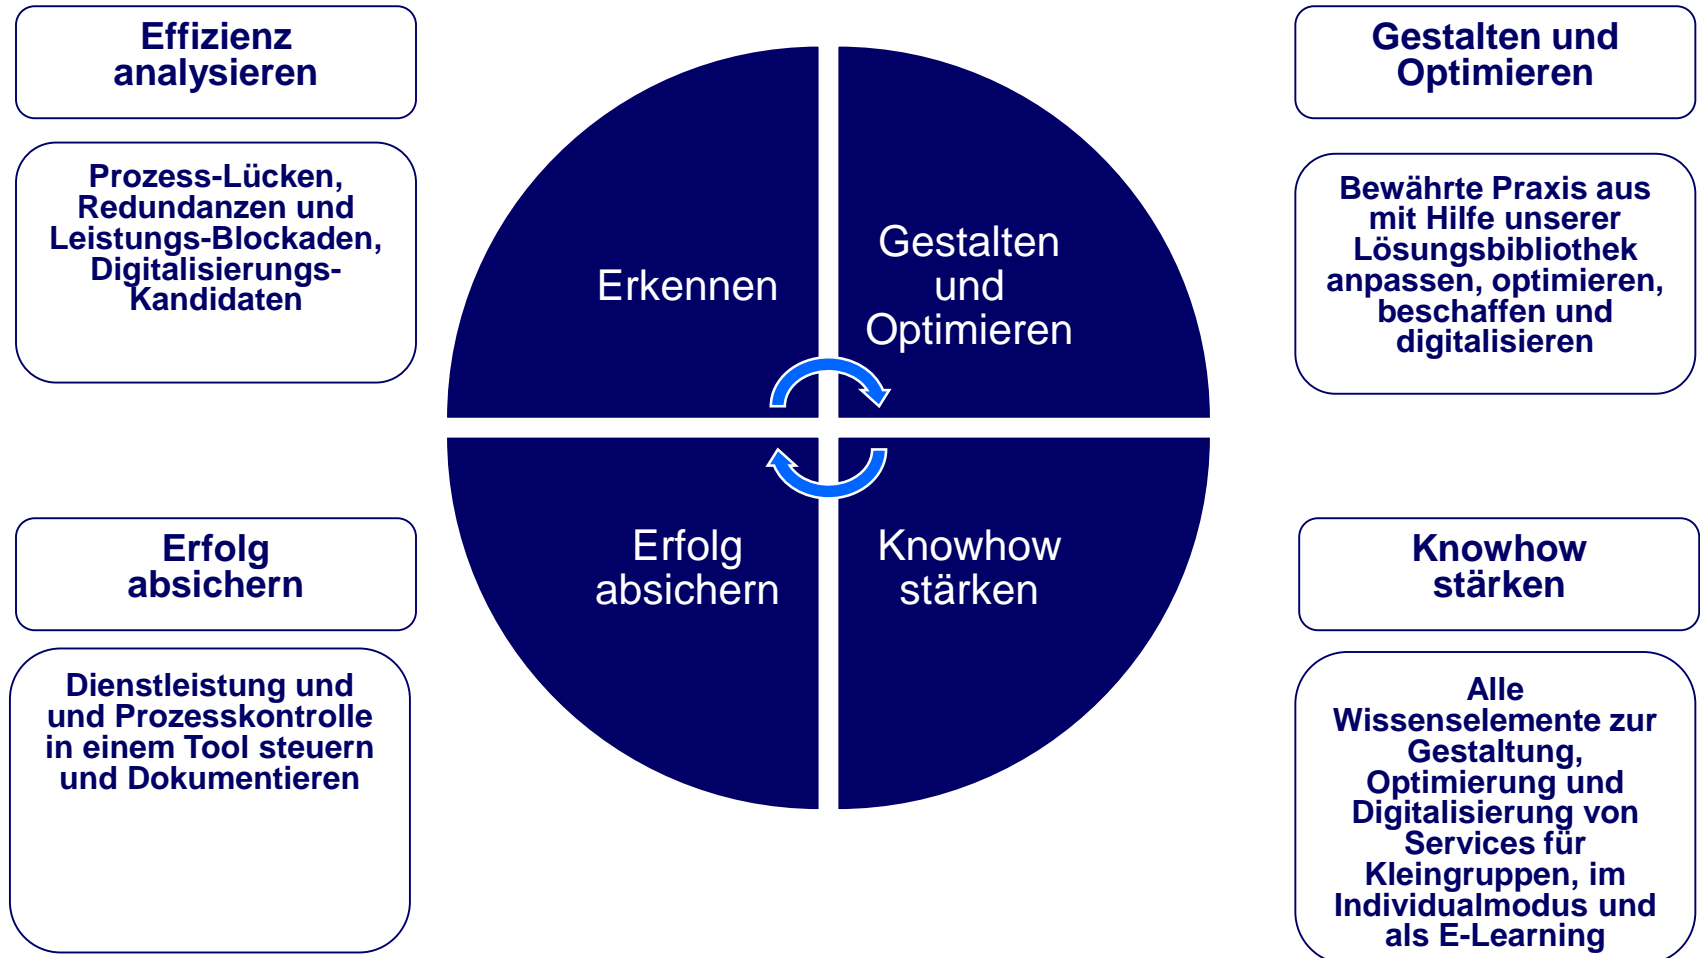 Effizienz
analysieren
Prozess-Lücken,
Redundanzen und
Leistungs-Blockaden,
Digitalisierungs-
Kandidaten
Erkennen
Gestalten
und
Optimieren
Gestalten und
Optimieren
Bewährte Praxis aus
mit Hilfe unserer
Lösungsbibliothek
anpassen, optimieren,
beschaffen und
digitalisieren
Erfolg
absichern
Dienstleistung und
und Prozesskontrolle
in einem Tool steuern
und Dokumentieren
Erfolg
absichern
Knowhow
stärken
Knowhow
stärken
Alle
Wissenselemente zur
Gestaltung,
Optimierung und
Digitalisierung von
Services für
Kleingruppen, im
Individualmodus und
als E-Learning